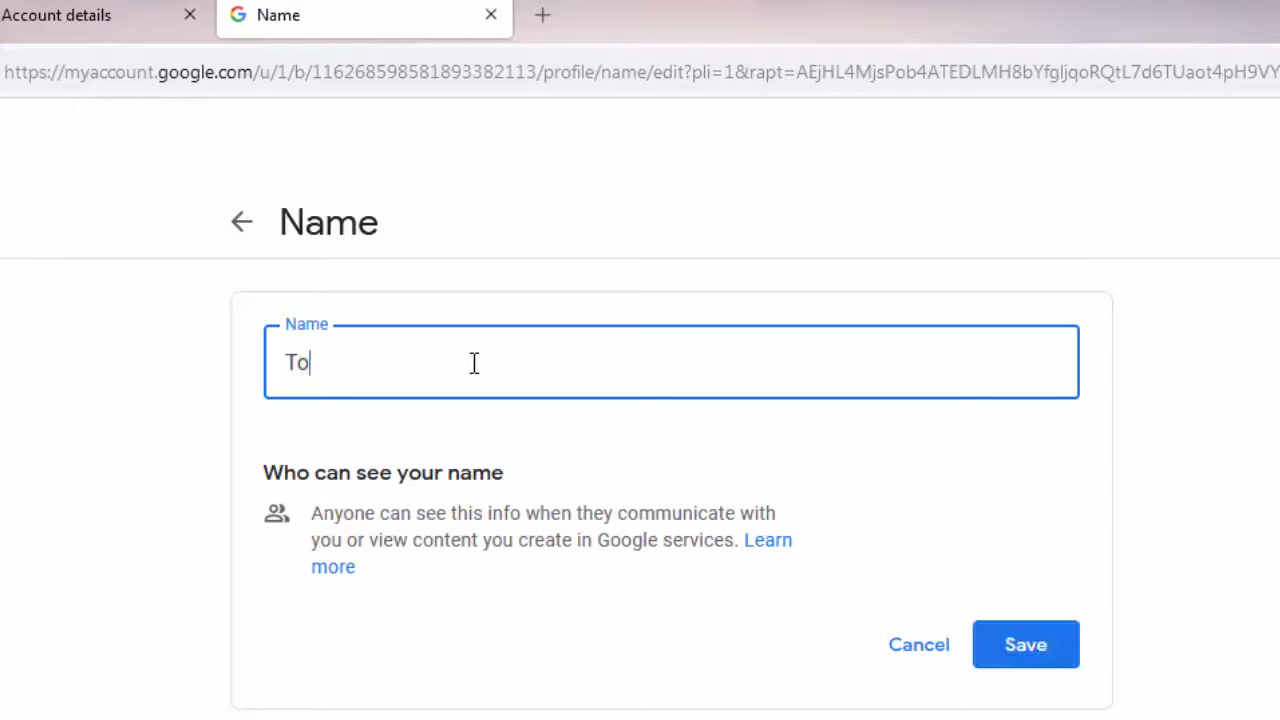 Account details
Name
https://myaccount.google.com/u/1/b/116268598581893382113/profile/name/edit?pli=1&rapt=AEjHL4MjsPob4ATEDLMH8bYfgljqoRQtL7d6TUaot4pH9VY
Name
Name
To
Who can see your name
Anyone can see this info when they communicate with
you or view content you create in Google services. Learn
more
Cancel
Save